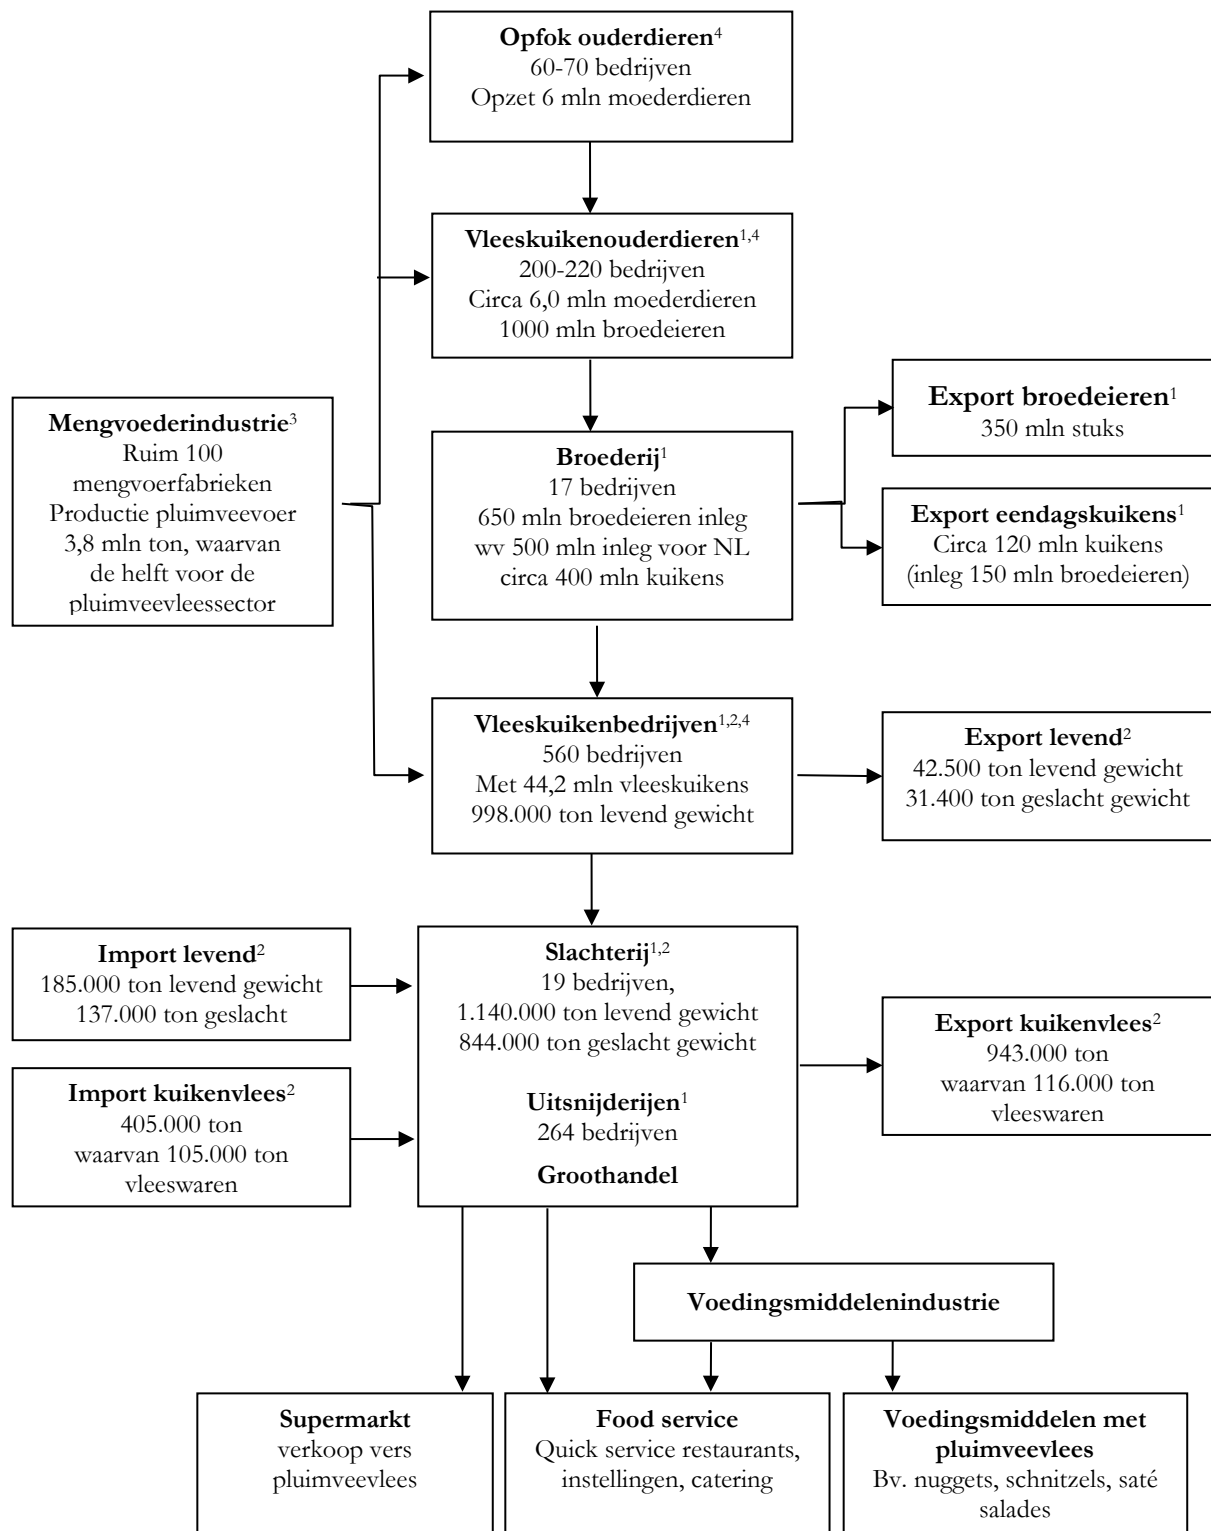 Opfok ouderdieren4
60-70 bedrijven
Opzet 6 mln moederdieren
Vleeskuikenouderdieren1,4
200-220 bedrijven
Circa 6,0 mln moederdieren
1000 mln broedeieren
Mengvoederindustrie3
Ruim 100
mengvoerfabrieken
Productie pluimveevoer
3,8 mln ton, waarvan
de helft voor de
pluimveevleessector
Broederij1
17 bedrijven
650 mln broedeieren inleg
wv 500 mln inleg voor NL
circa 400 mln kuikens
Export broedeieren1
350 mln stuks
Export eendagskuikens1
Circa 120 mln kuikens
(inleg 150 mln broedeieren)
Vleeskuikenbedrijven1,2,4
560 bedrijven
Met 44,2 mln vleeskuikens
998.000 ton levend gewicht
Export levend2
42.500 ton levend gewicht
31.400 ton geslacht gewicht
Import levend2
185.000 ton levend gewicht
137.000 ton geslacht
Import kuikenvlees2
405.000 ton
waarvan 105.000 ton
vleeswaren
Slachterij1,2
19 bedrijven,
1.140.000 ton levend gewicht
844.000 ton geslacht gewicht
Uitsnijderijen1
264 bedrijven
Groothandel
Export kuikenvlees2
943.000 ton
waarvan 116.000 ton
vleeswaren
Voedingsmiddelenindustrie
Supermarkt
verkoop vers
pluimveevlees
Food service
Quick service restaurants,
instellingen, catering
Voedingsmiddelen met
pluimveevlees
Bv. nuggets, schnitzels, saté
salades